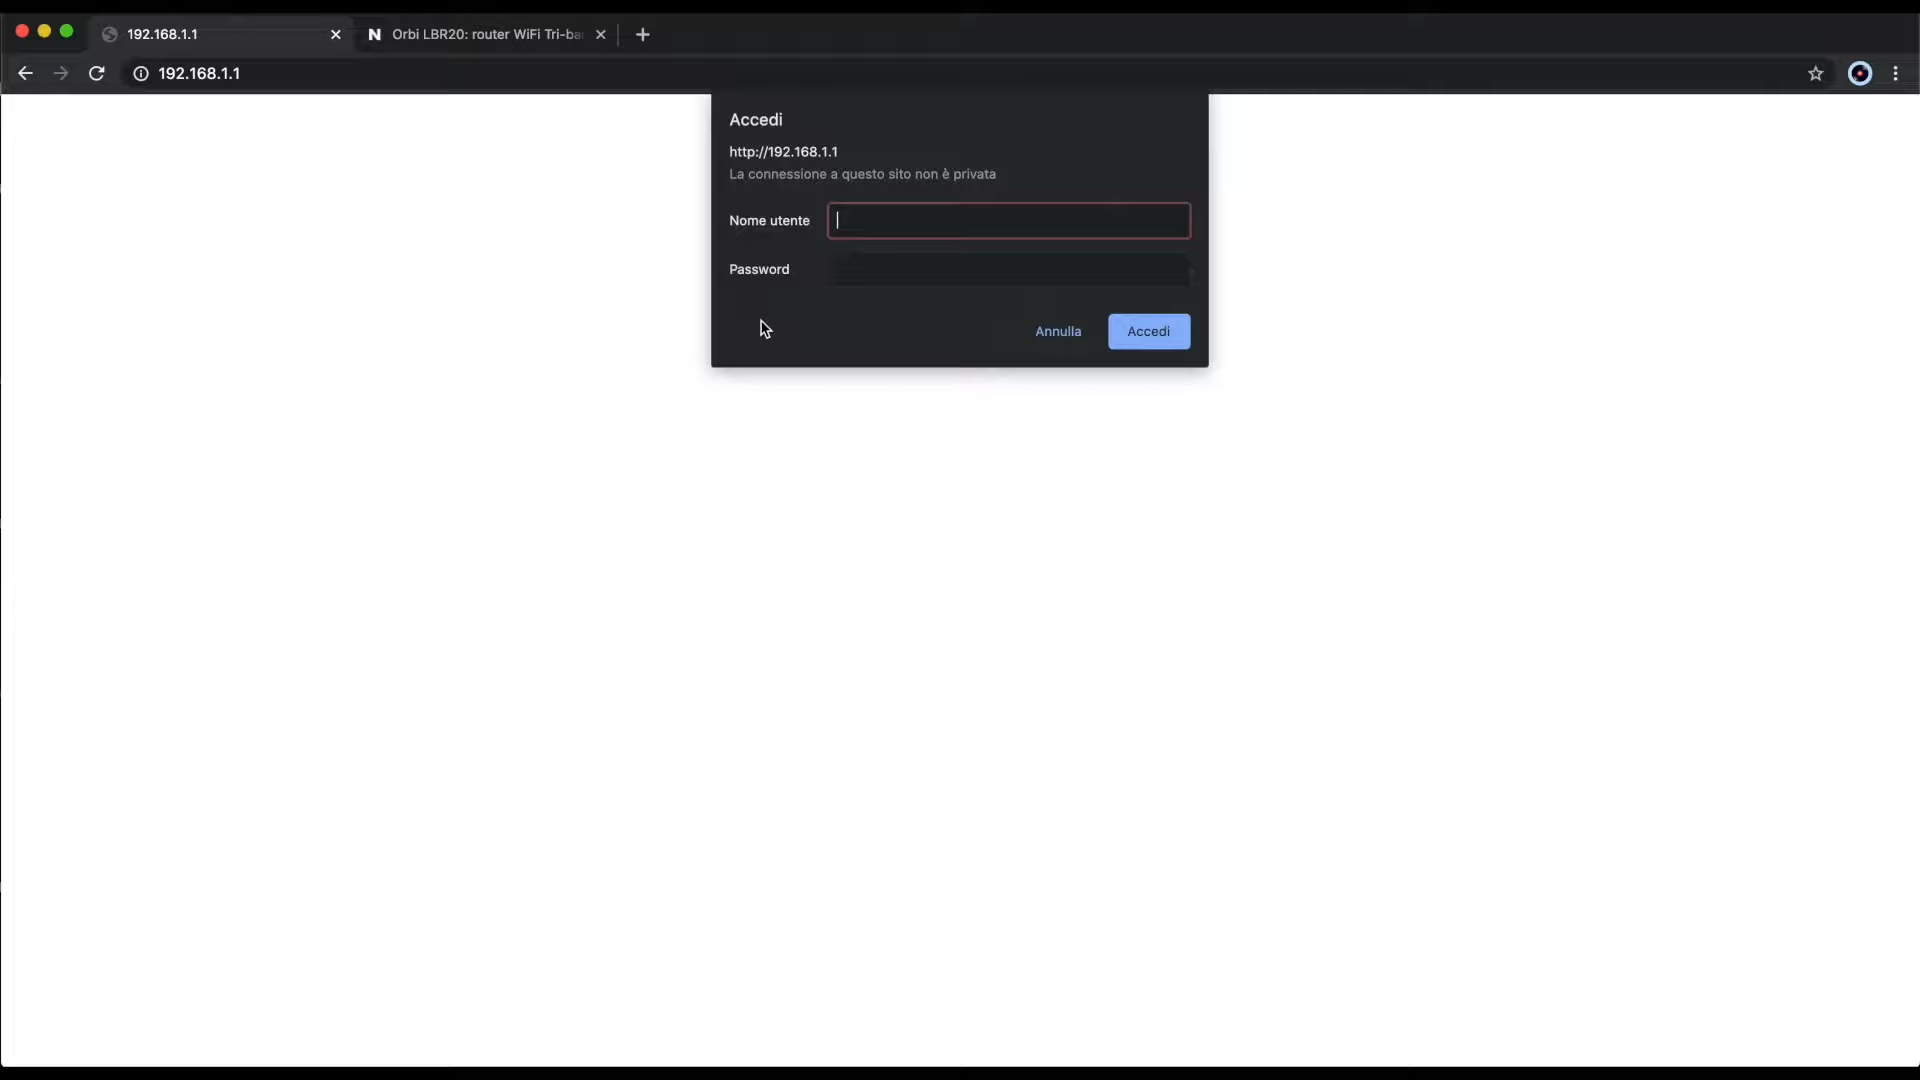 192.168.1.1
N Orbi LBR20: router WiFi Tri-ba
192.168.1.1
Accedi
http://192.168.1.1
La connessione a questo sito non è privata
Nome utente
Password
Annulla
Accedi